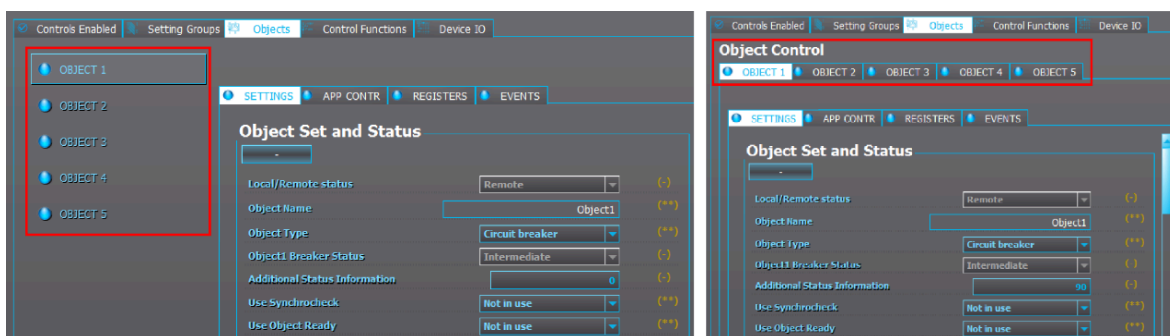 Controls Enabled Setting Groups Objects Control Functions Device IO
OBJECT 1
OBJECT 2
OBJECT 3
OBJECT 4
OBJECT 5
SETTINGS APP CONTR REGISTERS EVENTS
Object Set and Status
-
Local/Remote status Remote (-)
Object Name Object1 (**)
Object Type Circuit breaker (**)
Object1 Breaker Status Intermediate (-)
Additional Status Information 0 (-)
Use Synchrocheck Not in use (**)
Use Object Ready Not in use (**)
Controls Enabled Setting Groups Objects Control Functions Device IO
Object Control
OBJECT 1 OBJECT 2 OBJECT 3 OBJECT 4 OBJECT 5
SETTINGS APP CONTR REGISTERS EVENTS
Object Set and Status
-
Local/Remote status Remote (-)
Object Name Object1 (**)
Object Type Circuit breaker (**)
Object1 Breaker Status Intermediate (-)
Additional Status Information 90 (-)
Use Synchrocheck Not in use (**)
Use Object Ready Not in use (**)